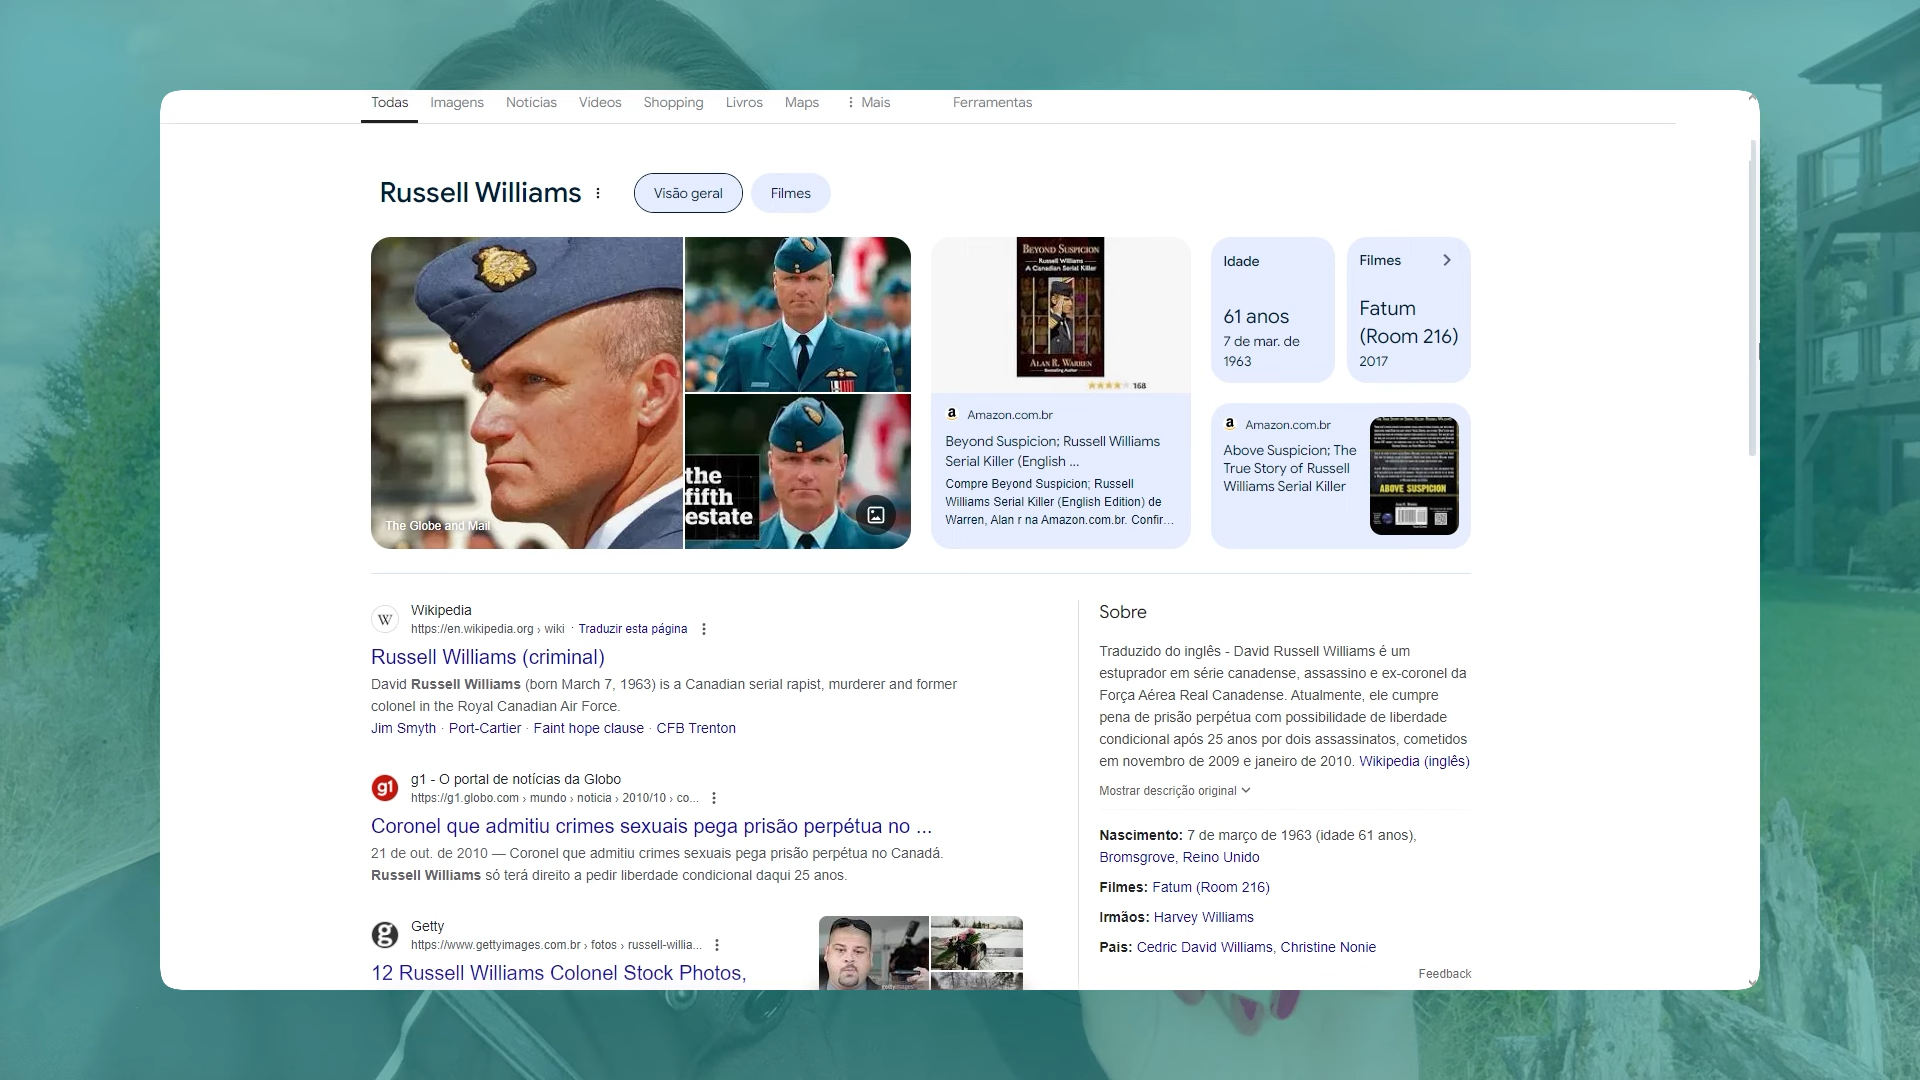 Todas Imagens Notícias Vídeos Shopping Livros Maps Mais Ferramentas
Russell Williams
Visão geral
Filmes
The Globe and Mail
the
fifth
estate
BEYOND SUSPICION
Russell Williams
A Canadian Serial Killer
ALAN R. WARREN
168
Amazon.com.br
Beyond Suspicion; Russell Williams
Serial Killer (English ...
Compre Beyond Suspicion; Russell
Williams Serial Killer (English Edition) de
Warren, Alan r na Amazon.com.br. Confir...
Idade
61 anos
7 de mar. de
1963
Filmes
Fatum
(Room 216)
2017
Amazon.com.br
Above Suspicion; The
True Story of Russell
Williams Serial Killer
ABOVE SUSPICION
Wikipedia
https://en.wikipedia.org › wiki · Traduzir esta página
Russell Williams (criminal)
David Russell Williams (born March 7, 1963) is a Canadian serial rapist, murderer and former
colonel in the Royal Canadian Air Force.
Jim Smyth · Port-Cartier · Faint hope clause · CFB Trenton
g1 - O portal de notícias da Globo
https://g1.globo.com › mundo › noticia › 2010/10 › co...
Coronel que admitiu crimes sexuais pega prisão perpétua no ...
21 de out. de 2010 — Coronel que admitiu crimes sexuais pega prisão perpétua no Canadá.
Russell Williams só terá direito a pedir liberdade condicional daqui 25 anos.
Getty
https://www.gettyimages.com.br › fotos › russell-willia...
12 Russell Williams Colonel Stock Photos,
Sobre
Traduzido do inglês - David Russell Williams é um
estuprador em série canadense, assassino e ex-coronel da
Força Aérea Real Canadense. Atualmente, ele cumpre
pena de prisão perpétua com possibilidade de liberdade
condicional após 25 anos por dois assassinatos, cometidos
em novembro de 2009 e janeiro de 2010. Wikipedia (inglês)
Mostrar descrição original
Nascimento: 7 de março de 1963 (idade 61 anos),
Bromsgrove, Reino Unido
Filmes: Fatum (Room 216)
Irmãos: Harvey Williams
Pais: Cedric David Williams, Christine Nonie
Feedback